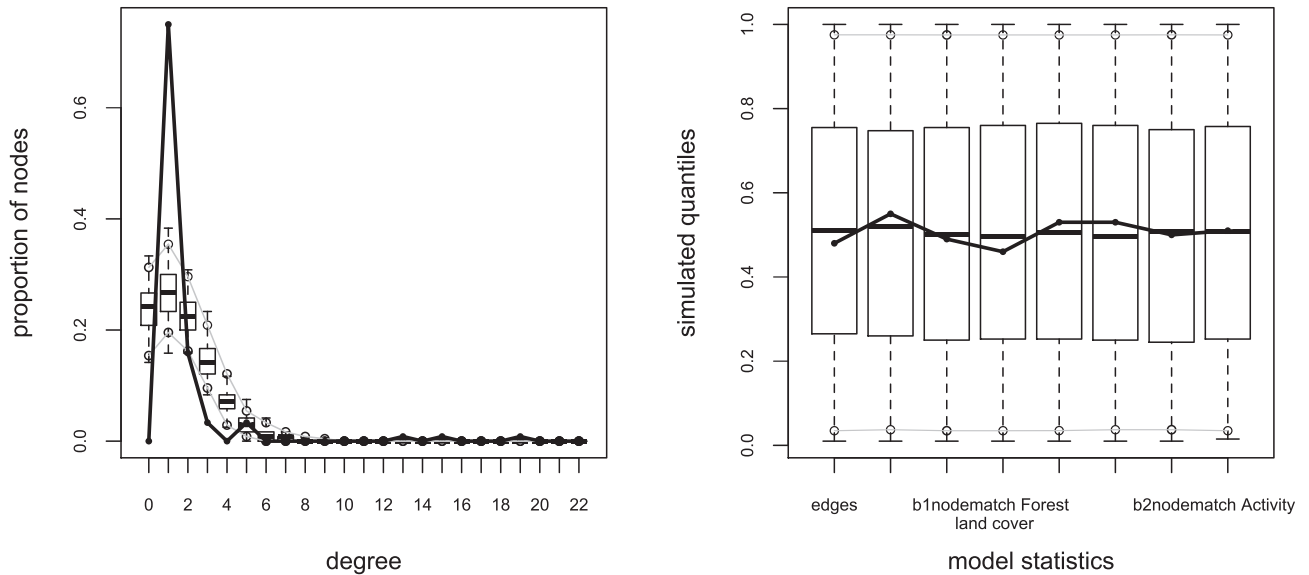 proportion of nodes
0.6
0.4
0.2
0.0
0 2 4 6 8 10 12 14 16 18 20 22
degree
simulated quantiles
1.0
0.8
0.6
0.4
0.2
0.0
edges
b1nodematch Forest
land cover
b2nodematch Activity
model statistics